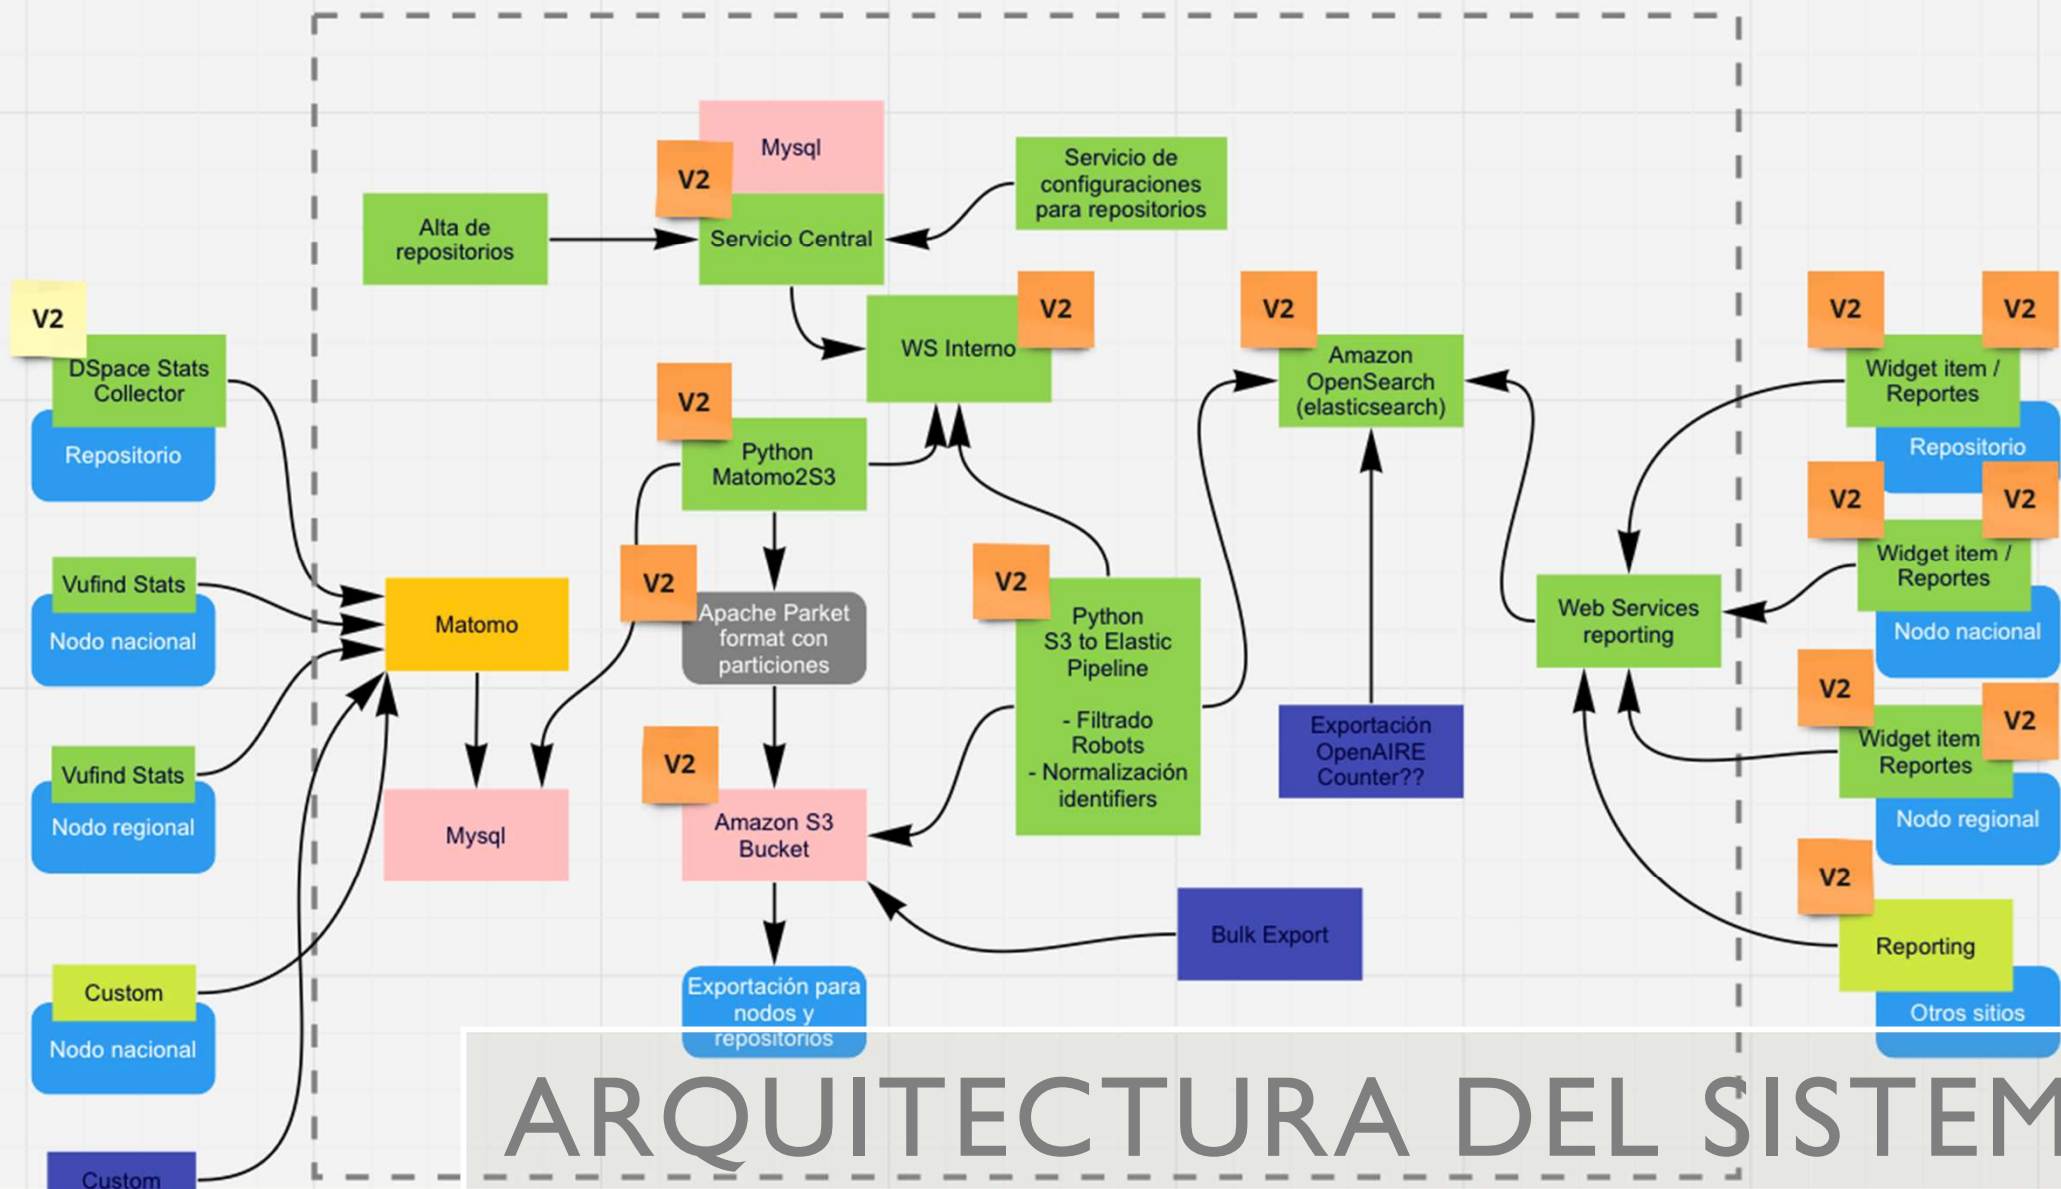 Mysql
V2
Servicio Central
Alta de
repositorios
Servicio de
configuraciones
para repositorios
WS Interno
V2
V2
Amazon
OpenSearch
(elasticsearch)
V2
DSpace Stats
Collector
Repositorio
V2
Python
Matomo2S3
Vufind Stats
Nodo nacional
Matomo
V2
Apache Parket
format con
particiones
V2
Python
S3 to Elastic
Pipeline
- Filtrado
Robots
- Normalización
identifiers
Vufind Stats
Nodo regional
Mysql
V2
Amazon S3
Bucket
Exportación
OpenAIRE
Counter??
Bulk Export
Exportación para
nodos y
repositorios
Custom
Nodo nacional
Custom
Web Services
reporting
V2
V2
Widget item /
Reportes
Repositorio
V2
V2
Widget item /
Reportes
Nodo nacional
V2
V2
Widget item
Reportes
Nodo regional
V2
Reporting
Otros sitios
ARQUITECTURA DEL SISTEM